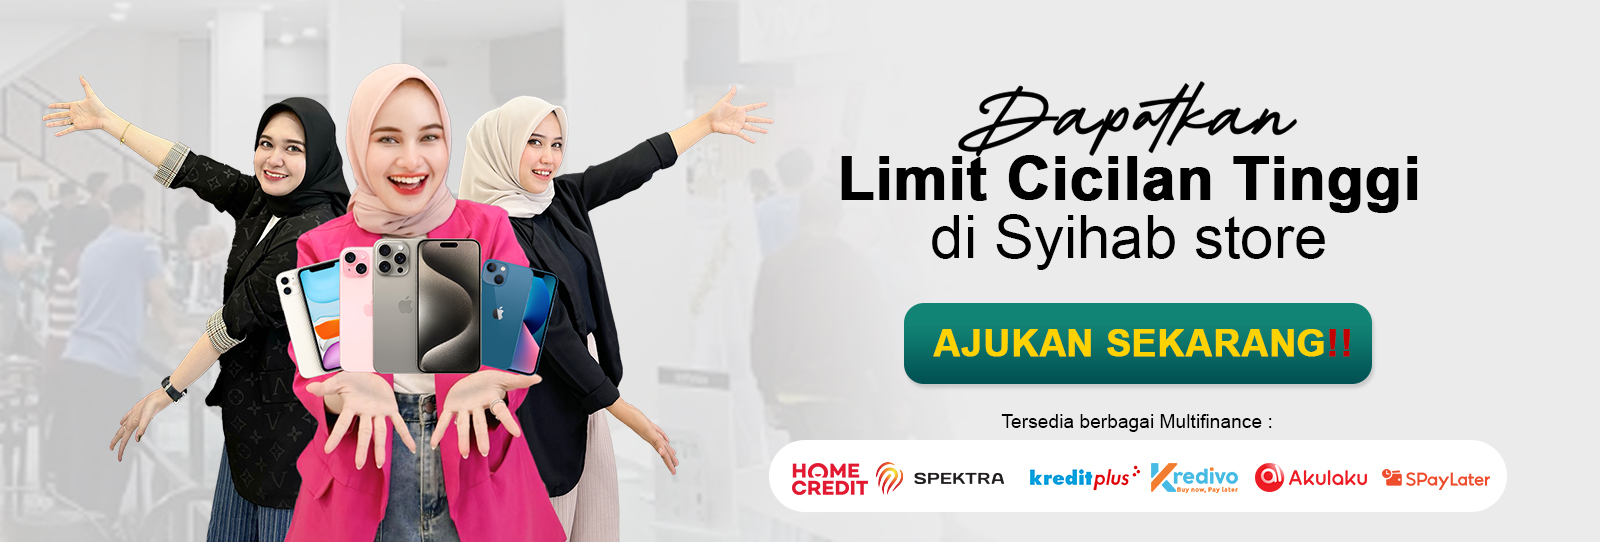 Dapatkan
Limit Cicilan Tinggi
di Syihab store
AJUKAN SEKARANG!!
Tersedia berbagai Multifinance :
HOME CREDIT
SPEKTRA
kreditplus+
Kredivo
Buy now, Pay later
Akulaku
SPayLater